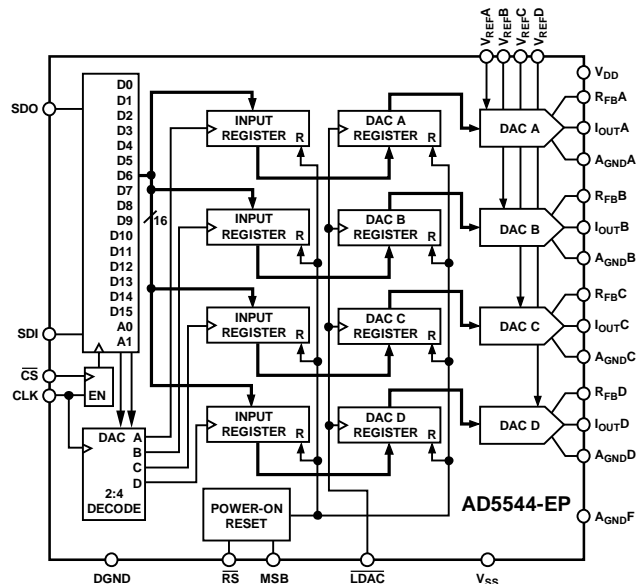 VREFA VREFB VREFC VREFD
VDD
SDO
D0
D1
D2
D3
D4
D5
D6
D7
D8
D9
D10
D11
D12
D13
D14
D15
A0
A1
16
INPUT
REGISTER R
DAC A
REGISTER R
DAC A
RFBA
IOUTA
AGNDA
INPUT
REGISTER R
DAC B
REGISTER R
DAC B
RFBB
IOUTB
AGNDB
INPUT
REGISTER R
DAC C
REGISTER R
DAC C
RFBC
IOUTC
AGNDC
INPUT
REGISTER R
DAC D
REGISTER R
DAC D
RFBD
IOUTD
AGNDD
SDI
CS
CLK
EN
DAC A
B
C
D
2:4
DECODE
POWER-ON
RESET
AD5544-EP
AGNDF
DGND
RS
MSB
LDAC
VSS